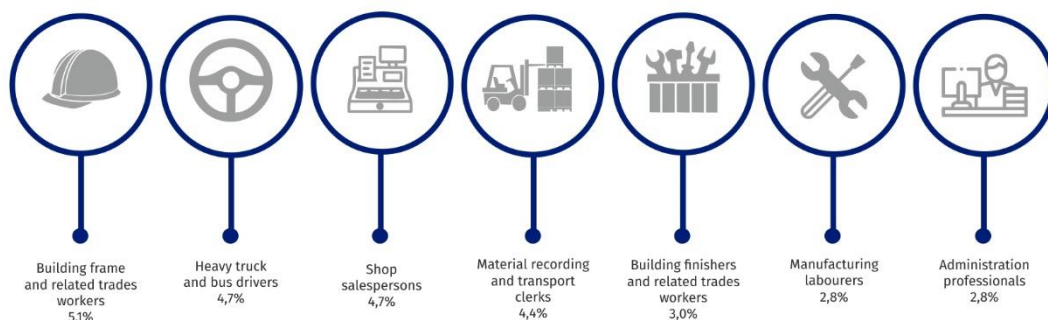 Building frame
and related trades
workers
5,1%
Heavy truck
and bus drivers
4,7%
Shop
salespersons
4,7%
Material recording
and transport
clerks
4,4%
Building finishers
and related trades
workers
3,0%
Manufacturing
labourers
2,8%
Administration
professionals
2,8%